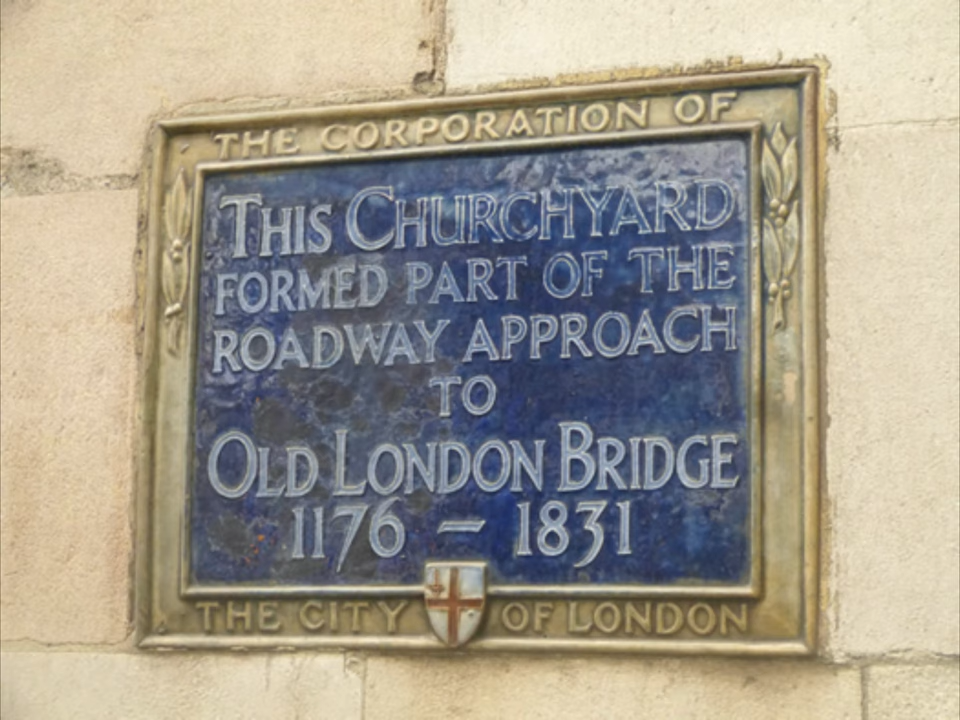 THE CORPORATION OF
THIS CHURCHYARD
FORMED PART OF THE
ROADWAY APPROACH
TO
OLD LONDON BRIDGE
1176 – 1831
THE CITY OF LONDON